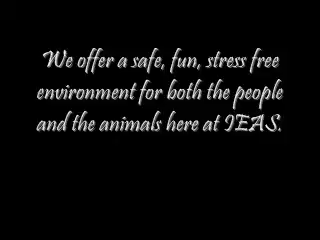 We offer a safe, fun, stress free
environment for both the people
and the animals here at IEAS.